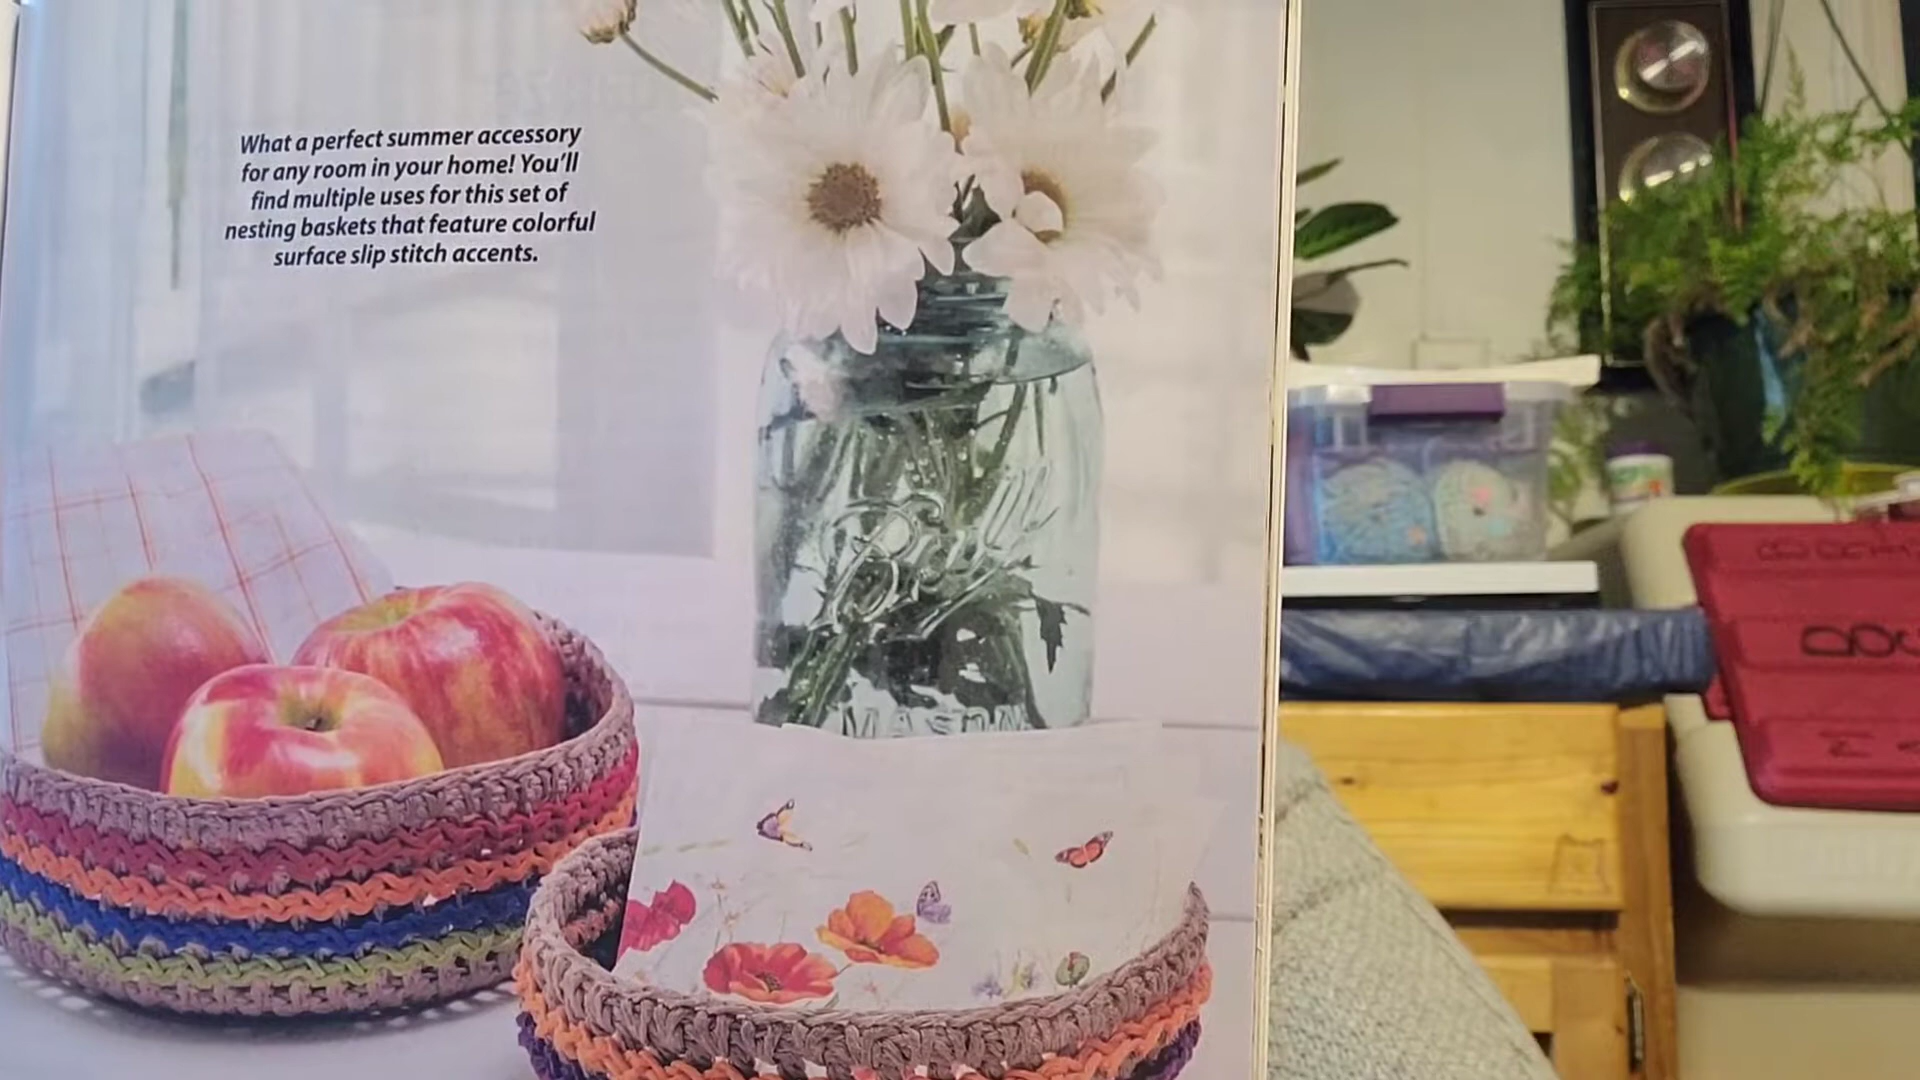 What a perfect summer accessory
for any room in your home! You'll
find multiple uses for this set of
nesting baskets that feature colorful
surface slip stitch accents.
Ball
MASON